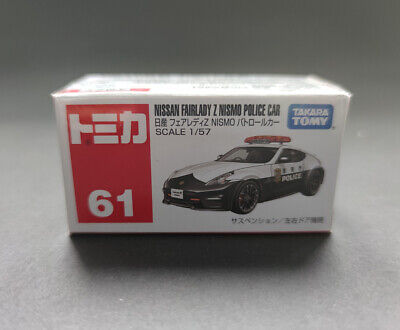 トミカ
61
NISSAN FAIRLADY Z NISMO POLICE CAR
日産 フェアレディZ NISMO パトロールカー
SCALE 1/57
TAKARA
TOMY
POLICE
サスペンション/左右ドア開閉